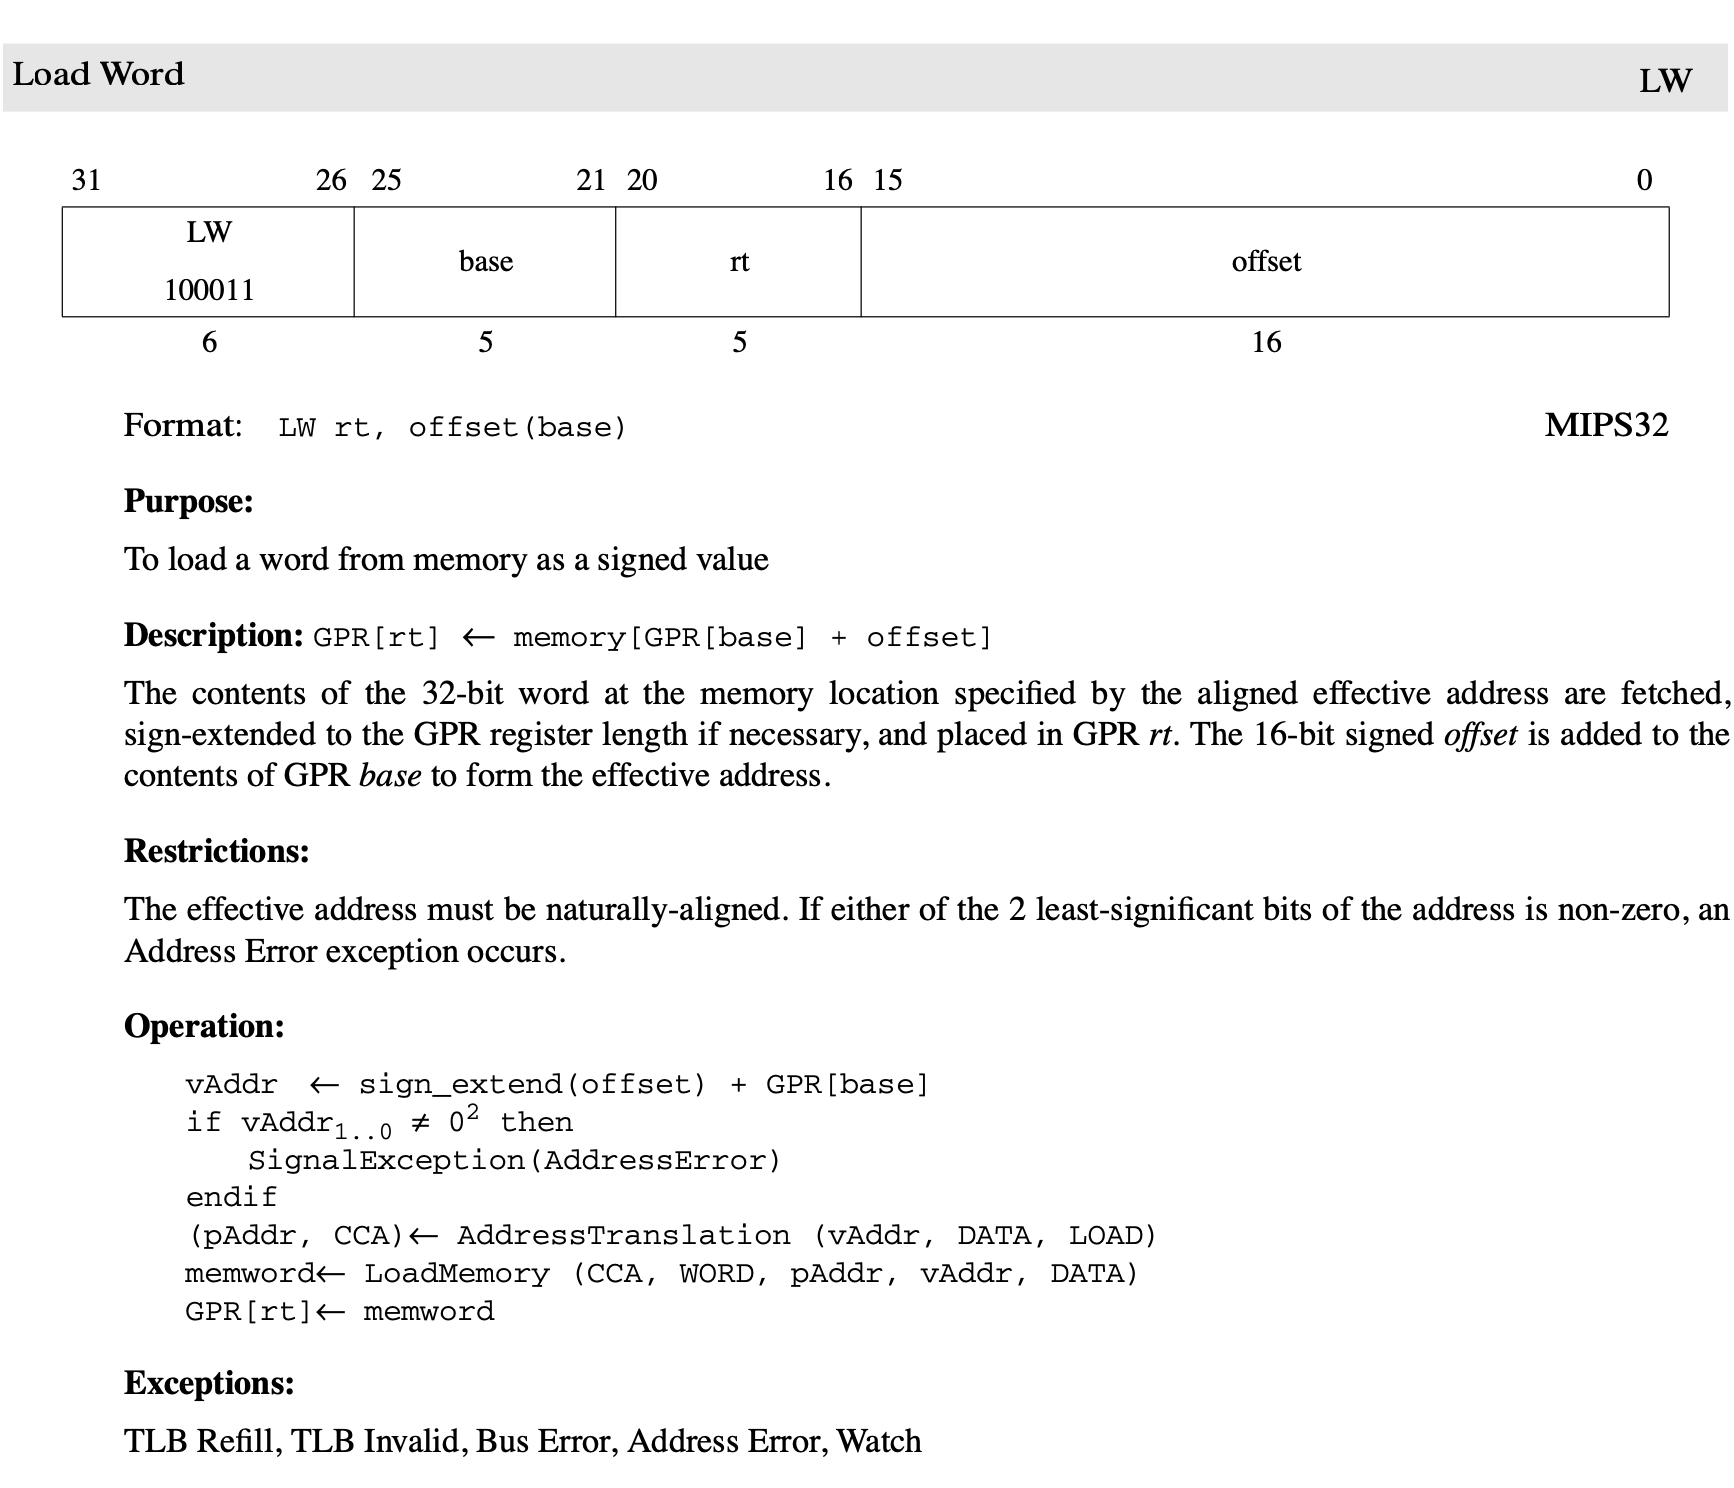 Load Word LW
31 26 25 21 20 16 15 0
LW
100011
base rt offset
6 5 5 16
Format: LW rt, offset(base) MIPS32
Purpose:
To load a word from memory as a signed value
Description: GPR[rt] ← memory[GPR[base] + offset]
The contents of the 32-bit word at the memory location specified by the aligned effective address are fetched,
sign-extended to the GPR register length if necessary, and placed in GPR rt. The 16-bit signed offset is added to the
contents of GPR base to form the effective address.
Restrictions:
The effective address must be naturally-aligned. If either of the 2 least-significant bits of the address is non-zero, an
Address Error exception occurs.
Operation:
vAddr ← sign_extend(offset) + GPR[base]
if vAddr1..0 ≠ 0² then
SignalException(AddressError)
endif
(pAddr, CCA)← AddressTranslation (vAddr, DATA, LOAD)
memword← LoadMemory (CCA, WORD, pAddr, vAddr, DATA)
GPR[rt]← memword
Exceptions:
TLB Refill, TLB Invalid, Bus Error, Address Error, Watch